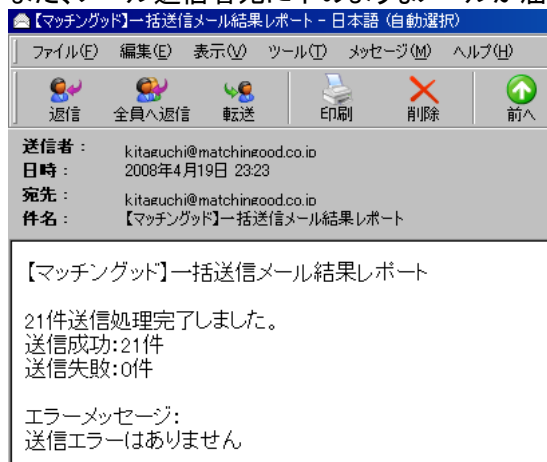 【マッチングッド】一括送信メール結果レポート - 日本語 (自動選択)
ファイル(F) 編集(E) 表示(V) ツール(T) メッセージ(M) ヘルプ(H)
返信 全員へ返信 転送 印刷 削除 前へ
送信者: kitaguchi@matchingood.co.jp
日時: 2008年4月19日 23:23
宛先: kitaguchi@matchingood.co.jp
件名: 【マッチングッド】一括送信メール結果レポート
【マッチングッド】一括送信メール結果レポート
21件送信処理完了しました。
送信成功:21件
送信失敗:0件
エラーメッセージ:
送信エラーはありません